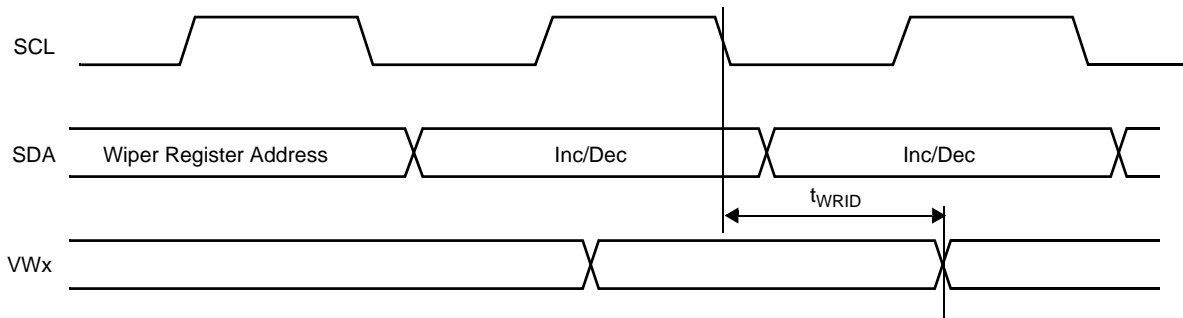 SCL
SDA Wiper Register Address Inc/Dec Inc/Dec
tWRID
VWx